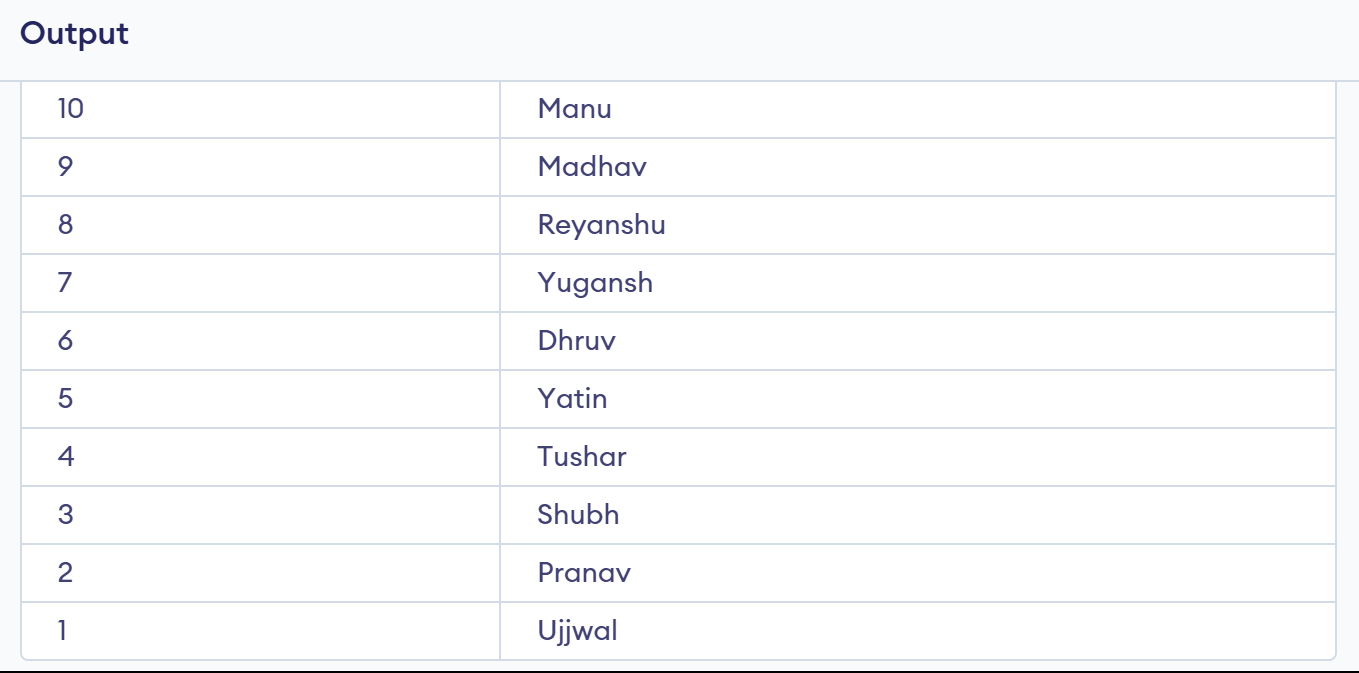 Output
10 Manu
9 Madhav
8 Reyanshu
7 Yugansh
6 Dhruv
5 Yatin
4 Tushar
3 Shubh
2 Pranav
1 Ujjwal